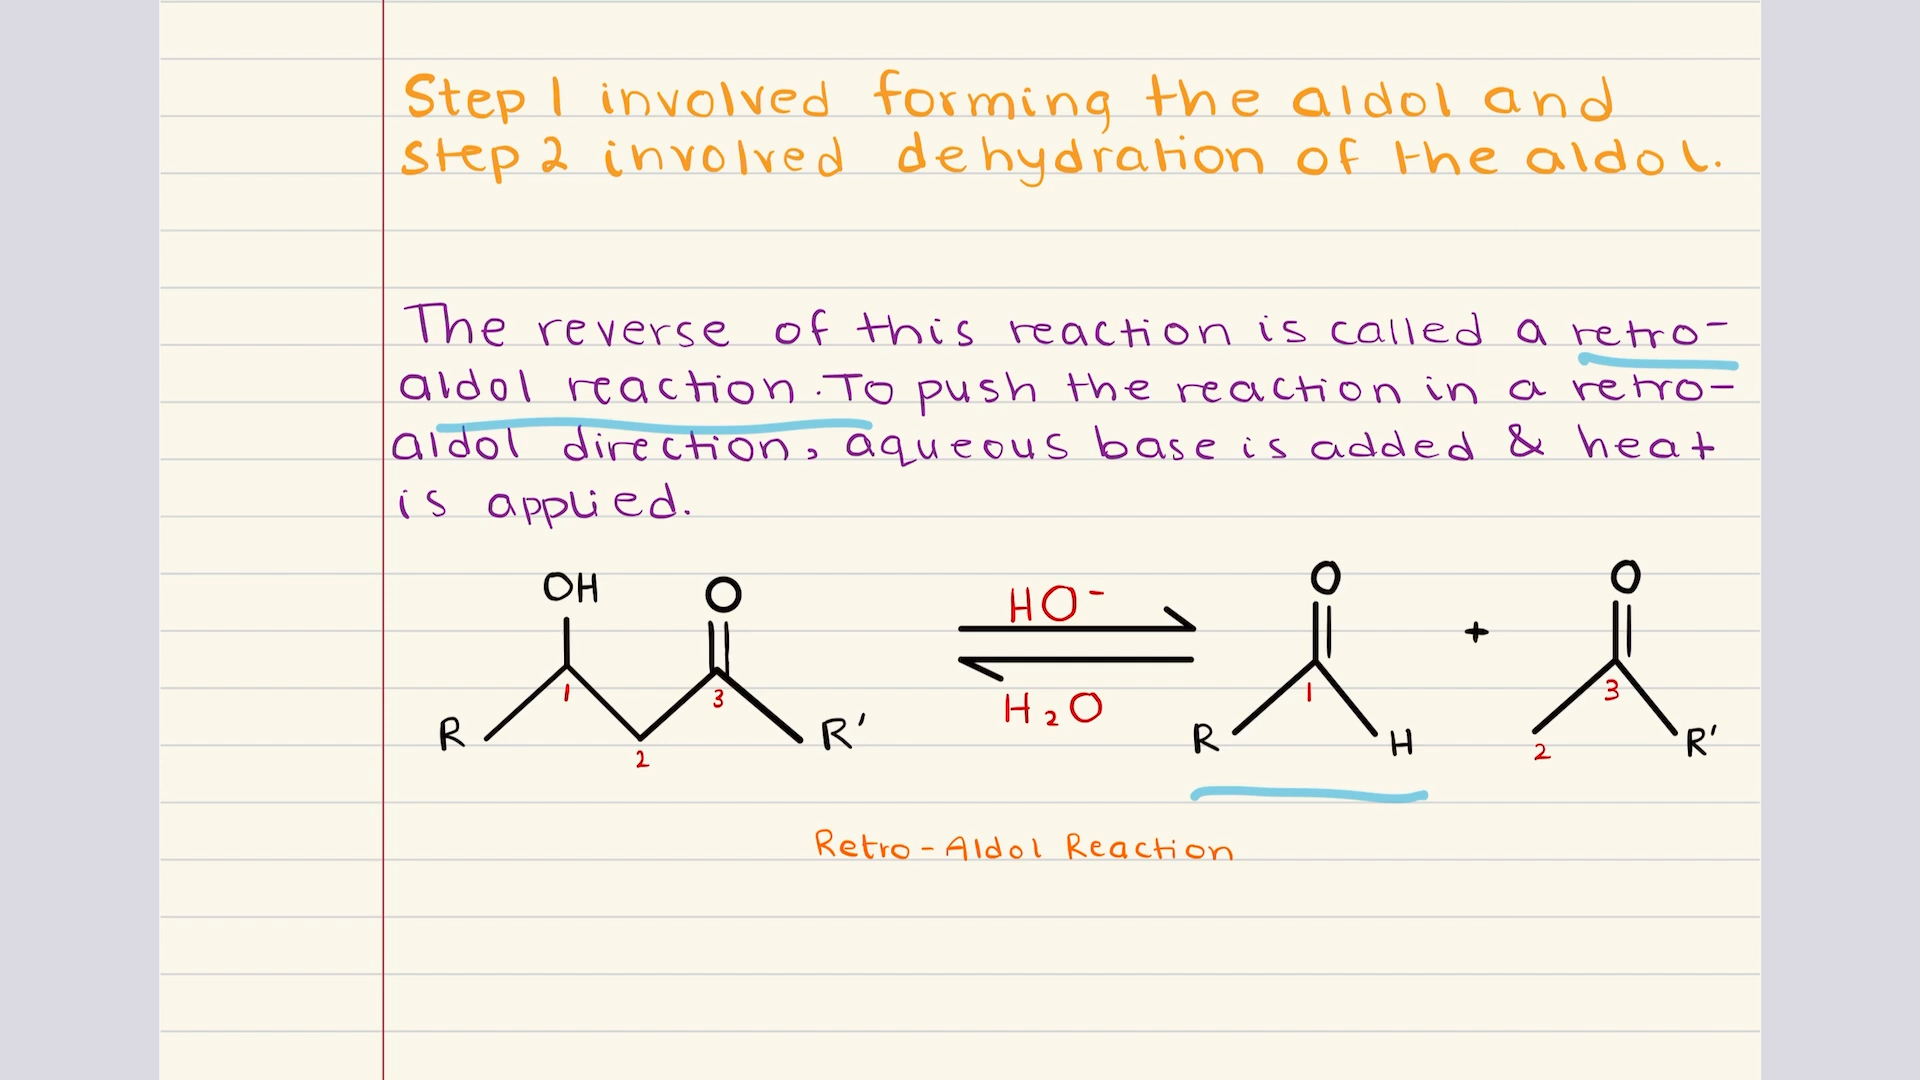 Step 1 involved forming the aldol and
step 2 involved dehydration of the aldol.
The reverse of this reaction is called a retro-
aldol reaction. To push the reaction in a retro-
aldol direction, aqueous base is added & heat
is applied.
OH O HO⁻ O + O
1 3 H₂O 1 3
R 2 R' R H 2 R'
Retro-Aldol Reaction